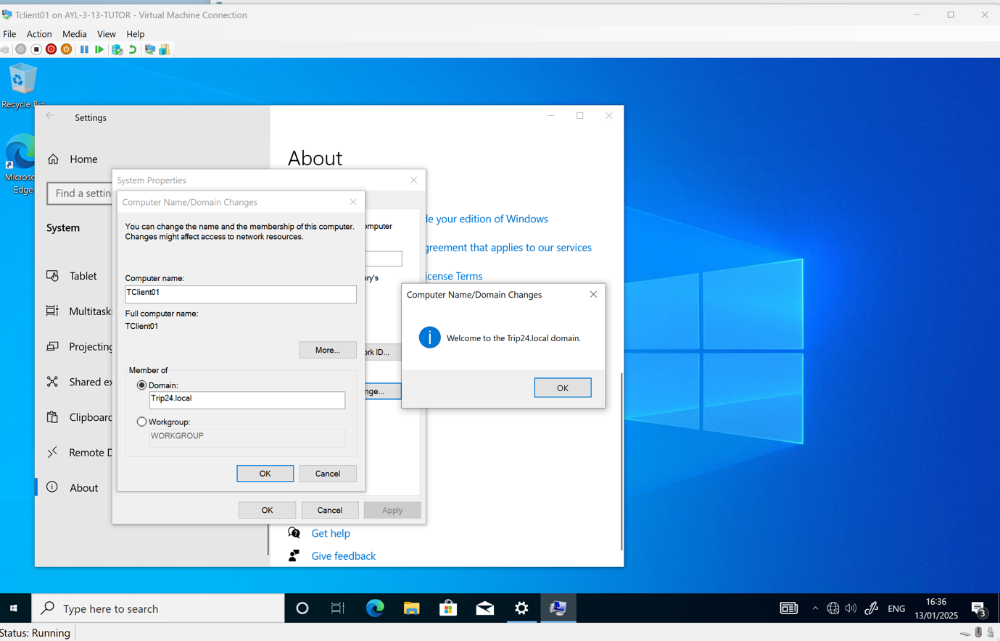 Tclient01 on AYL-3-13-TUTOR - Virtual Machine Connection
File Action Media View Help
Recycle Bin
Settings
Home
Microso
Edge
Find a settin
System
Tablet
Multitaski
Projecting
Shared ex
Clipboard
Remote D
About
About
de your edition of Windows
greement that applies to our services
icense Terms
Get help
Give feedback
System Properties
omputer
ary's
ork ID...
nge...
OK Cancel Apply
Computer Name/Domain Changes
You can change the name and the membership of this computer.
Changes might affect access to network resources.
Computer name:
TClient01
Full computer name:
TClient01
More...
Member of
Domain:
Trip24.local
Workgroup:
WORKGROUP
OK Cancel
Computer Name/Domain Changes
Welcome to the Trip24.local domain.
OK
Type here to search
ENG
16:36
13/01/2025
3
Status: Running